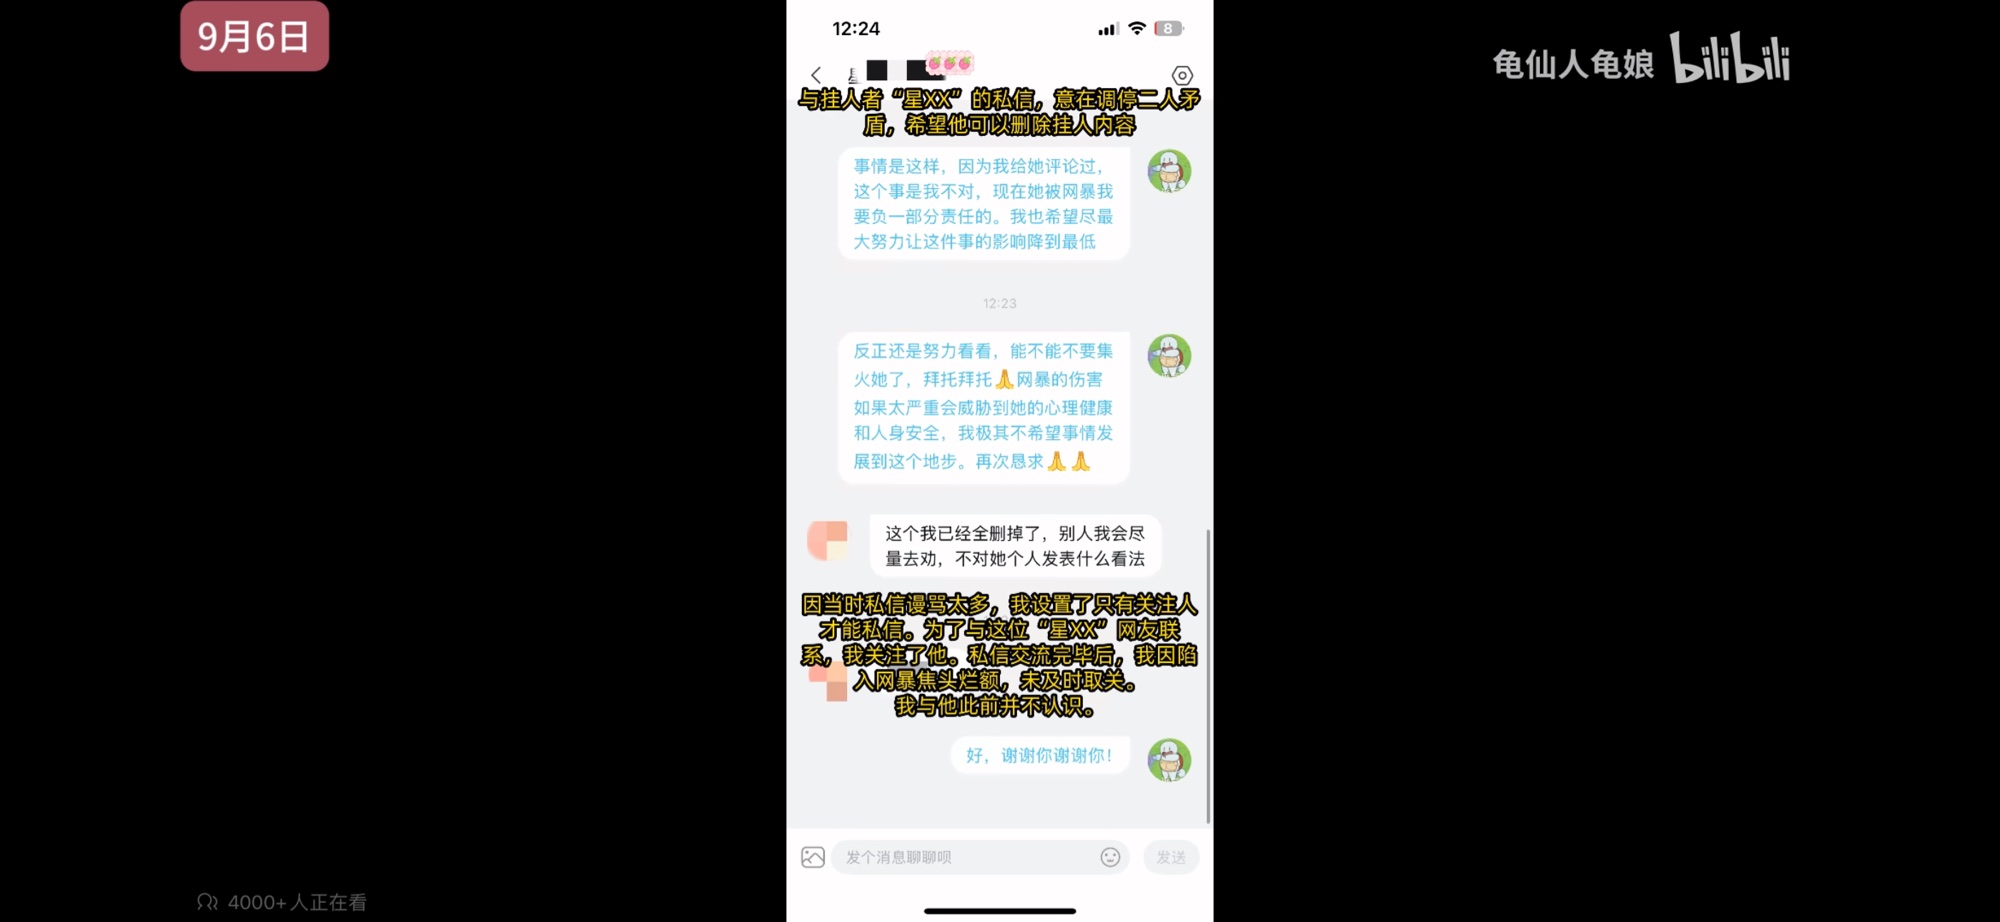 9月6日
12:24
8
龟仙人龟娘 bilibili
与挂人者“星XX”的私信，意在调停二人矛
盾，希望他可以删除挂人内容
事情是这样，因为我给她评论过，
这个事是我不对，现在她被网暴我
要负一部分责任的。我也希望尽最
大努力让这件事的影响降到最低
12:23
反正还是努力看看，能不能不要集
火她了，拜托拜托🙏网暴的伤害
如果太严重会威胁到她的心理健康
和人身安全，我极其不希望事情发
展到这个地步。再次恳求🙏🙏
这个我已经全删掉了，别人我会尽
量去劝，不对她个人发表什么看法
因当时私信谩骂太多，我设置了只有关注人
才能私信。为了与这位“星XX”网友联
系，我关注了他。私信交流完毕后，我因陷
入网暴焦头烂额，未及时取关。
我与他此前并不认识。
好，谢谢你谢谢你！
发个消息聊聊呗
发送
4000+人正在看